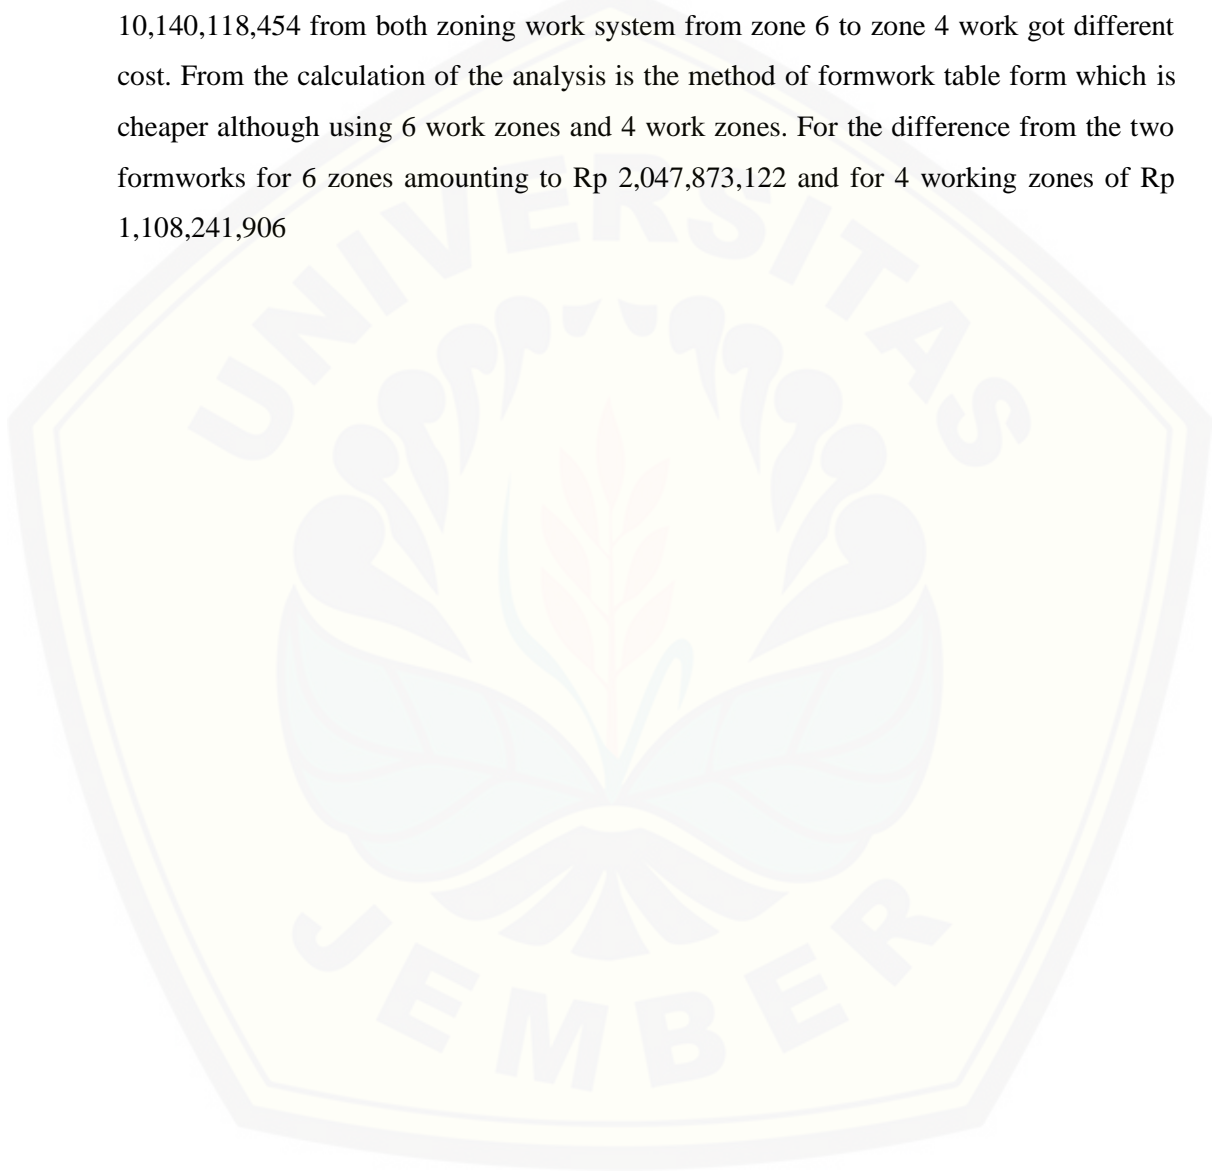 10,140,118,454 from both zoning work system from zone 6 to zone 4 work got different
cost. From the calculation of the analysis is the method of formwork table form which is
cheaper although using 6 work zones and 4 work zones. For the difference from the two
formworks for 6 zones amounting to Rp 2,047,873,122 and for 4 working zones of Rp
1,108,241,906
UNIVERSITAS
JEMBER